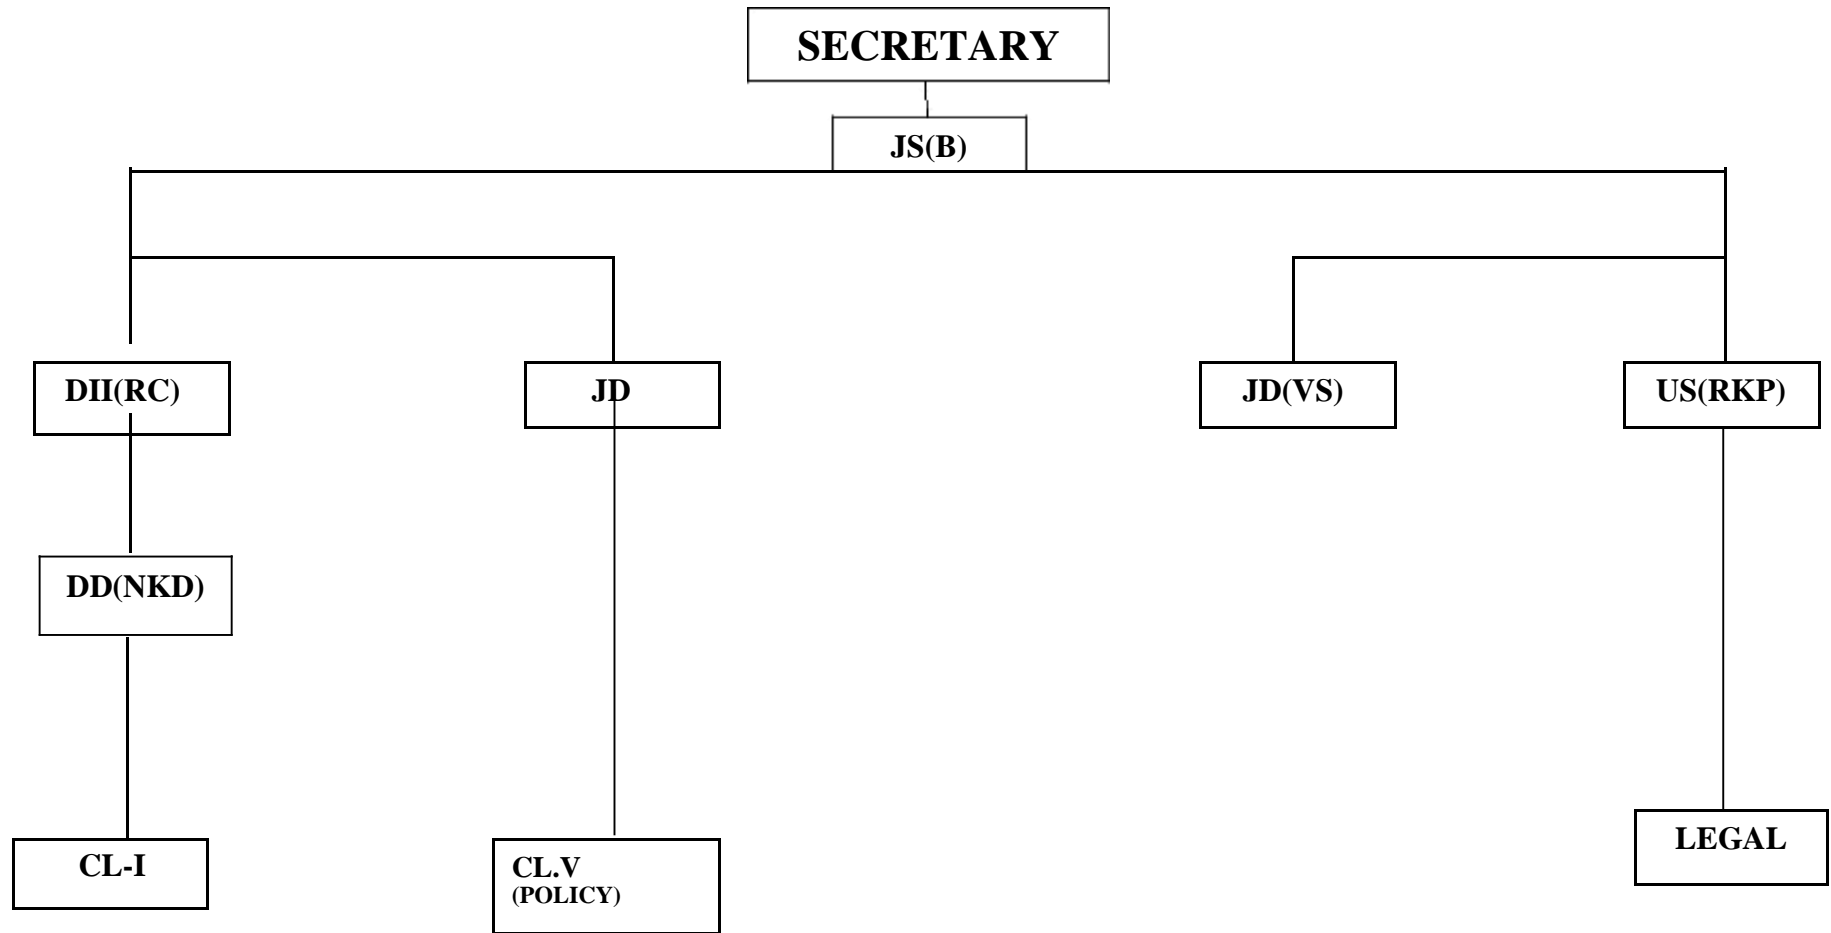 SECRETARY
JS(B)
DII(RC)
JD
JD(VS)
US(RKP)
DD(NKD)
CL-I
CL.V
(POLICY)
LEGAL